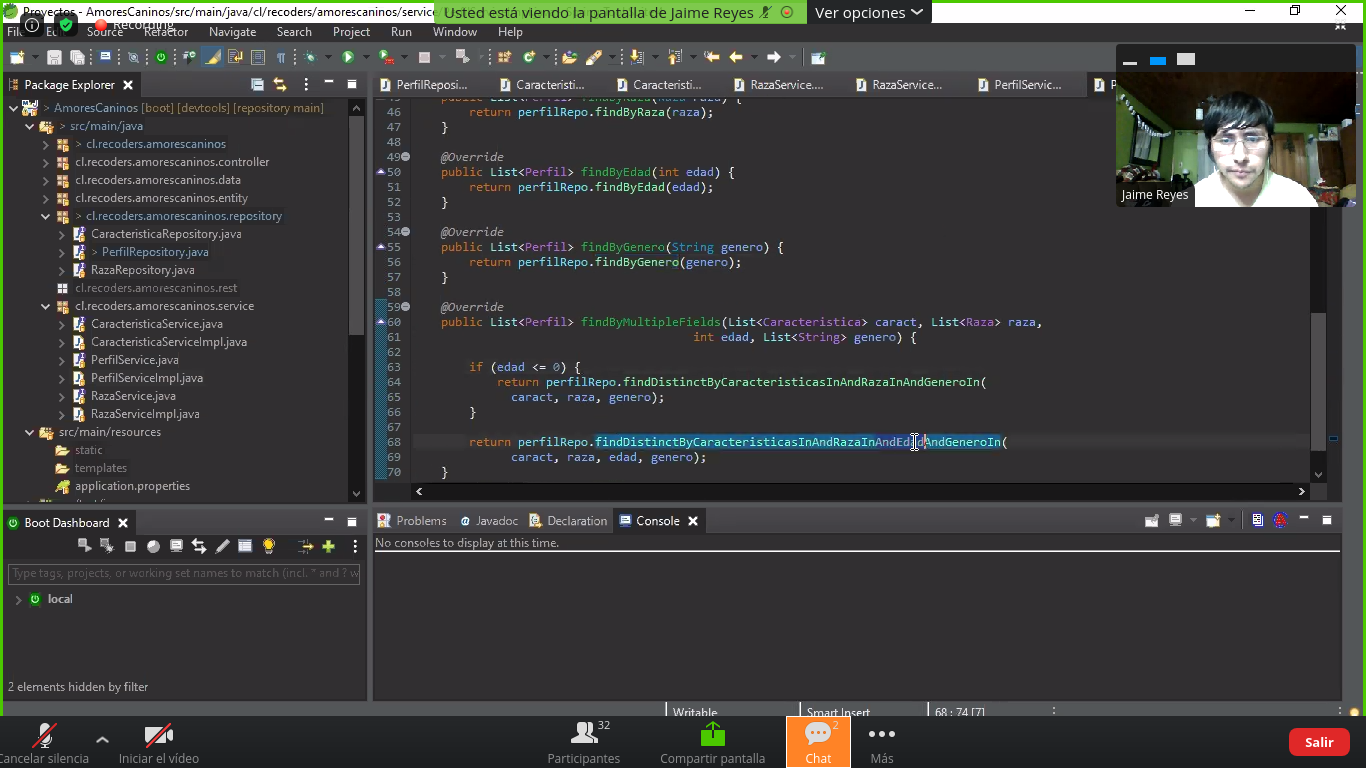 Proyectos - AmoresCaninos/src/main/java/cl/recoders/amorescaninos/service
Usted está viendo la pantalla de Jaime Reyes
Ver opciones
Recording
Source Refactor Navigate Search Project Run Window Help
Package Explorer
PerfilReposi...
Caracteristi...
Caracteristi...
RazaService....
RazaService...
PerfilServic...
AmoresCaninos [boot] [devtools] [repository main]
> src/main/java
> cl.recoders.amorescaninos
cl.recoders.amorescaninos.controller
cl.recoders.amorescaninos.data
cl.recoders.amorescaninos.entity
> cl.recoders.amorescaninos.repository
CaracteristicaRepository.java
> PerfilRepository.java
RazaRepository.java
cl.recoders.amorescaninos.rest
cl.recoders.amorescaninos.service
CaracteristicaService.java
CaracteristicaServiceImpl.java
PerfilService.java
PerfilServiceImpl.java
RazaService.java
RazaServiceImpl.java
src/main/resources
static
templates
application.properties
public List<Perfil> findByRaza(Raza raza) {
46 return perfilRepo.findByRaza(raza);
47 }
48
49 @Override
50 public List<Perfil> findByEdad(int edad) {
51 return perfilRepo.findByEdad(edad);
52 }
53
54 @Override
55 public List<Perfil> findByGenero(String genero) {
56 return perfilRepo.findByGenero(genero);
57 }
58
59 @Override
60 public List<Perfil> findByMultipleFields(List<Caracteristica> caract, List<Raza> raza,
61 int edad, List<String> genero) {
62
63 if (edad <= 0) {
64 return perfilRepo.findDistinctByCaracteristicasInAndRazaInAndGeneroIn(
65 caract, raza, genero);
66 }
67
68 return perfilRepo.findDistinctByCaracteristicasInAndRazaInAndEdadAndGeneroIn(
69 caract, raza, edad, genero);
70 }
Jaime Reyes
Boot Dashboard
Type tags, projects, or working set names to match (incl. * and ? w
local
2 elements hidden by filter
Problems
@ Javadoc
Declaration
Console
No consoles to display at this time.
Writable
Smart Insert
68 : 74 [7]
Cancelar silencia
Iniciar el vídeo
32
Participantes
Compartir pantalla
2
Chat
Más
Salir